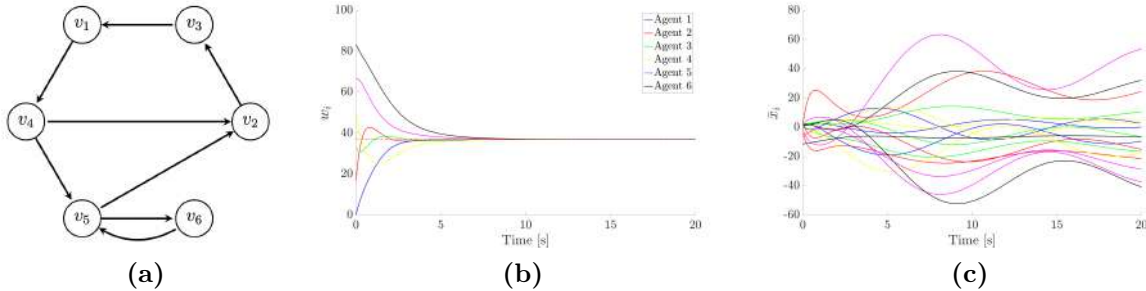 v₁
v₃
v₄
v₂
v₅
v₆
(a)
100
80
60
40
20
0
wᵢ
0
5
10
15
20
Time [s]
Agent 1
Agent 2
Agent 3
Agent 4
Agent 5
Agent 6
(b)
80
60
40
20
0
-20
-40
-60
x̄ᵢ
0
5
10
15
20
Time [s]
(c)